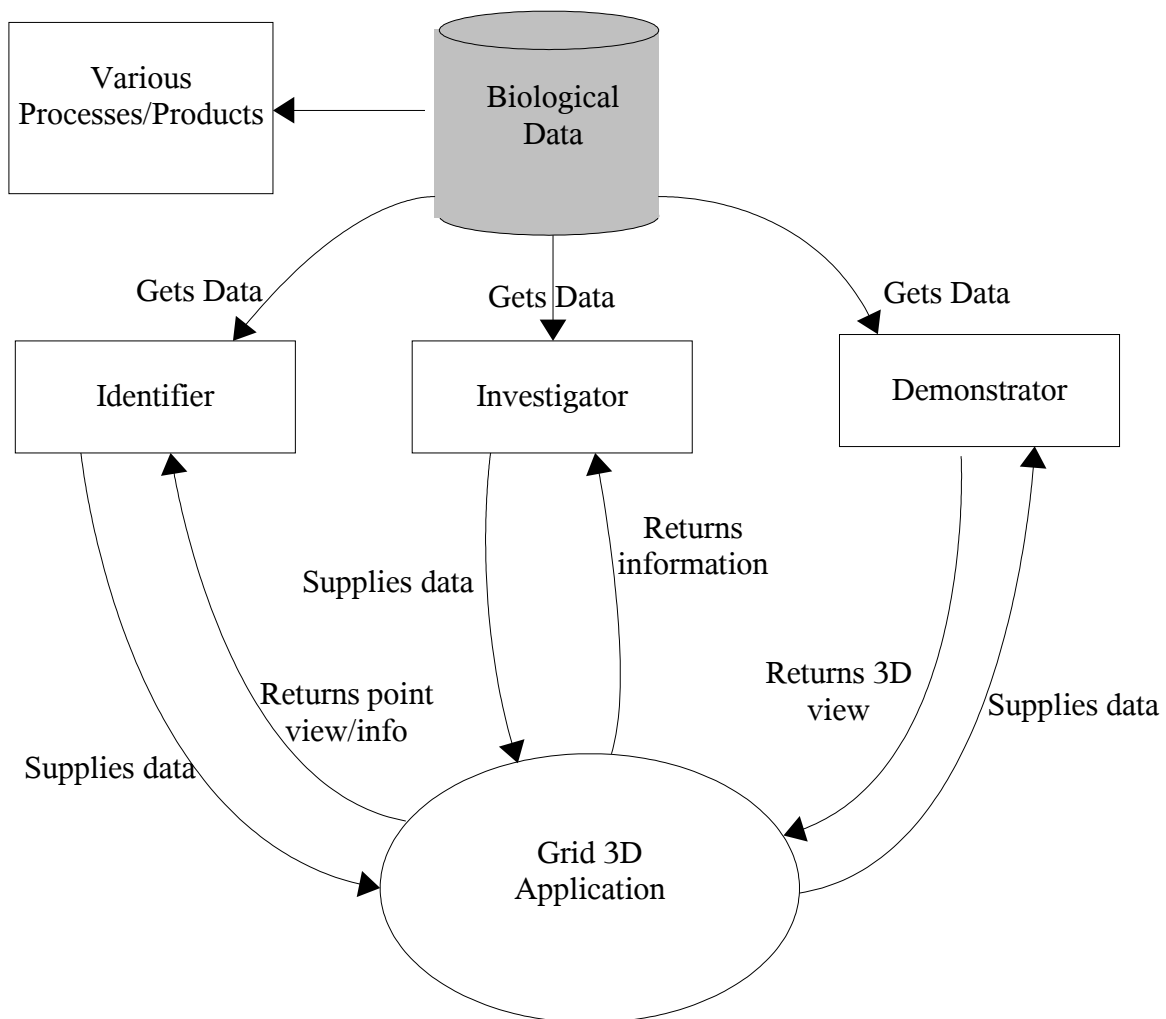 Various
Processes/Products
Biological
Data
Gets Data
Gets Data
Gets Data
Identifier
Investigator
Demonstrator
Returns
information
Supplies data
Returns point
view/info
Returns 3D
view
Supplies data
Supplies data
Grid 3D
Application